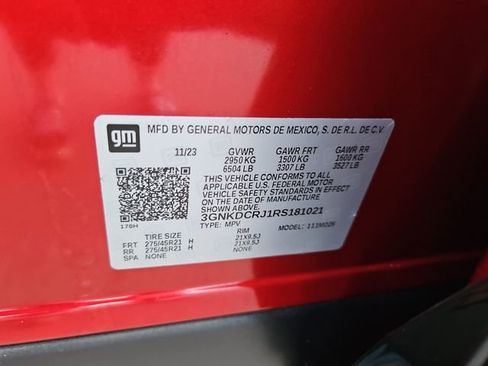 gm
MFD BY GENERAL MOTORS DE MEXICO, S. DE R.L. DE C.V
11/23 GVWR GAWR FRT GAWR RR
2950 KG 1500 KG 1600 KG
6504 LB 3307 LB 3527 LB
THIS VEHICLE CONFORMS TO ALL APPLICABLE
U.S. FEDERAL MOTOR
VEHICLE SAFETY STANDARDS IN EFFECT ON THE
DATE OF MANUFACTURE SHOWN ABOVE.
3GNKDCRJ1RS181021
TYPE: MPV MODEL: 11MD26
TIRE SIZE RIM
FRT 275/45R21 H 21X9.5J
RR 275/45R21 H 21X9.5J
SPA NONE NONE